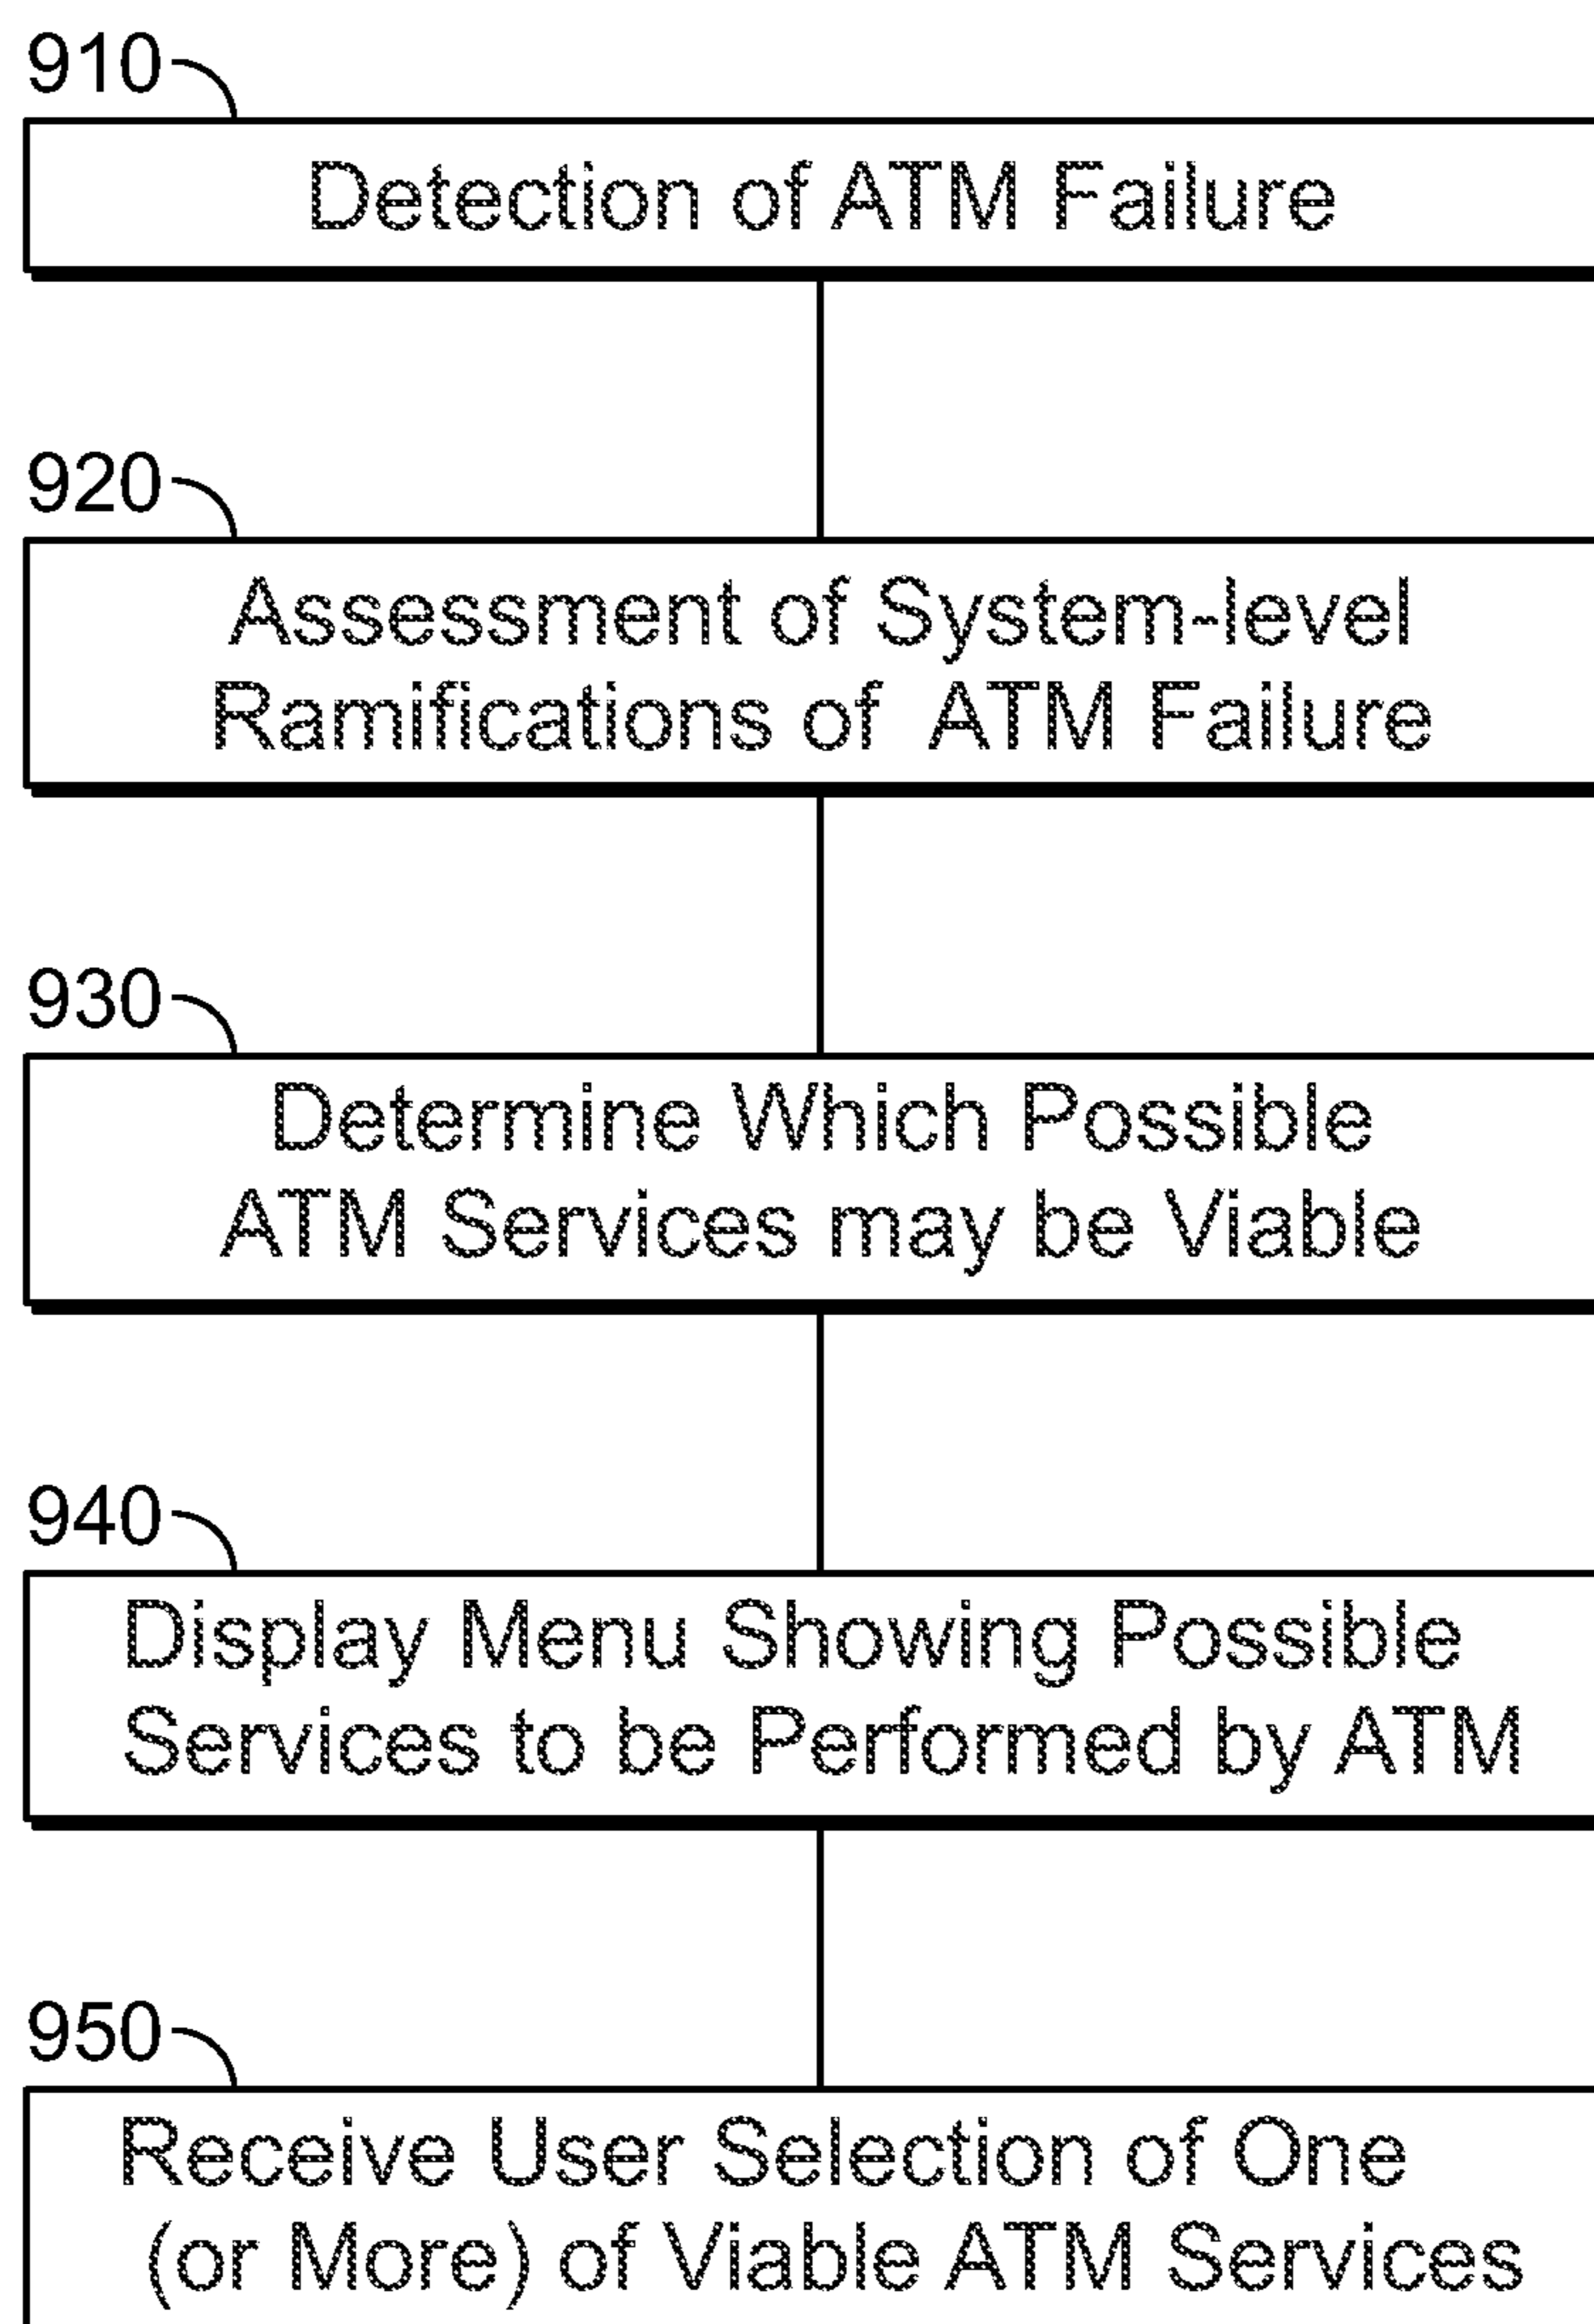 910
Detection of ATM Failure
920
Assessment of System-level
Ramifications of ATM Failure
930
Determine Which Possible
ATM Services may be Viable
940
Display Menu Showing Possible
Services to be Performed by ATM
950
Receive User Selection of One
(or More) of Viable ATM Services